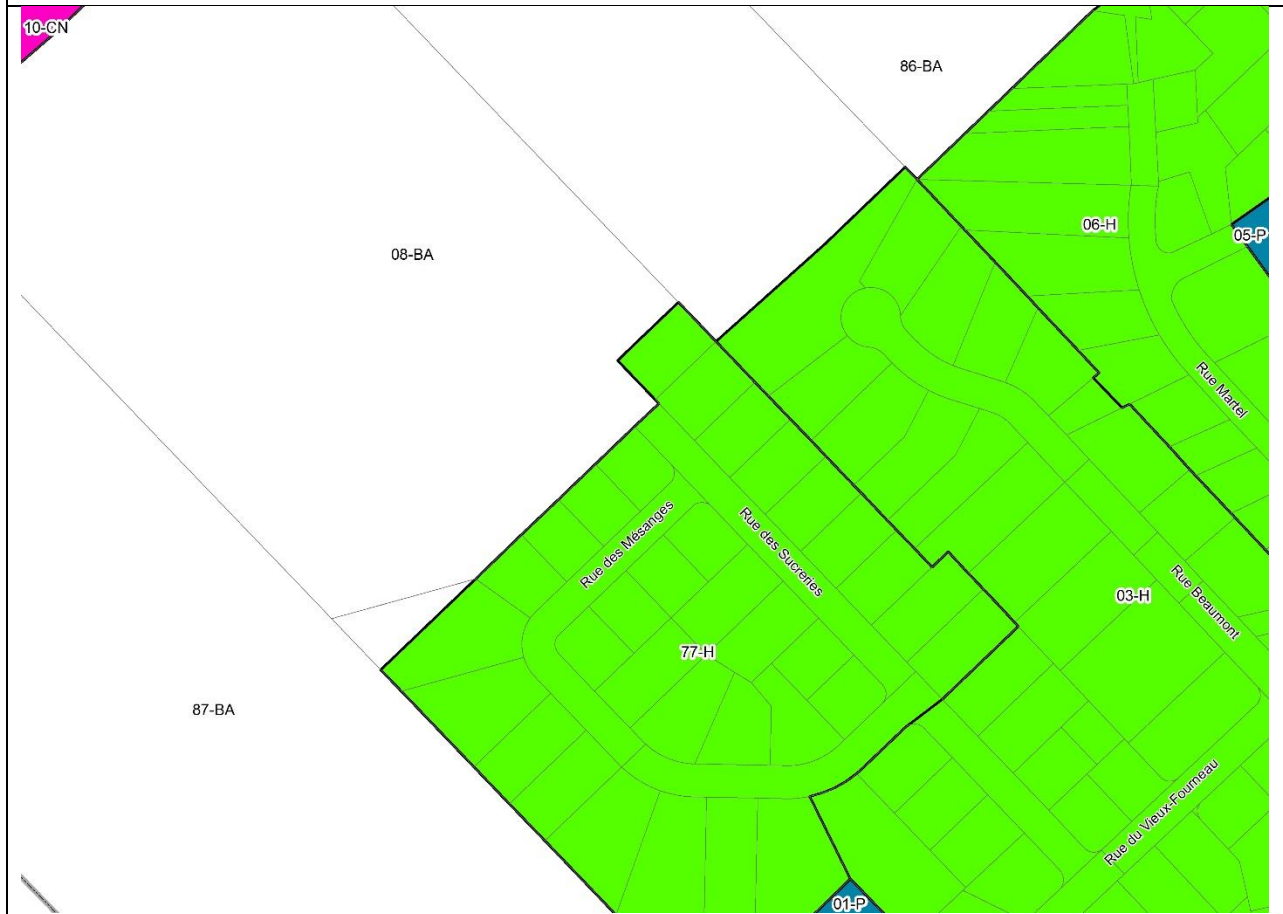 10-CN
86-BA
06-H
05-P
08-BA
Rue Martel
Rue des Mésanges
Rue des Sucreries
Rue Beaumont
03-H
77-H
87-BA
Rue du Vieux-Fourneau
01-P